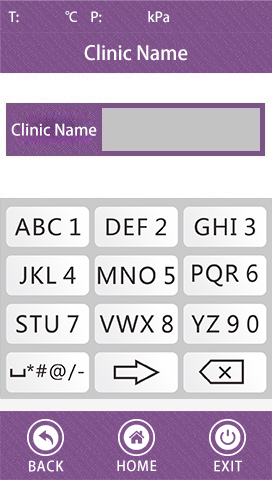 T: ℃ P: kPa
Clinic Name
Clinic Name
ABC 1 DEF 2 GHI 3
JKL 4 MNO 5 PQR 6
STU 7 VWX 8 YZ 9 0
⎵*#@/-
BACK HOME EXIT